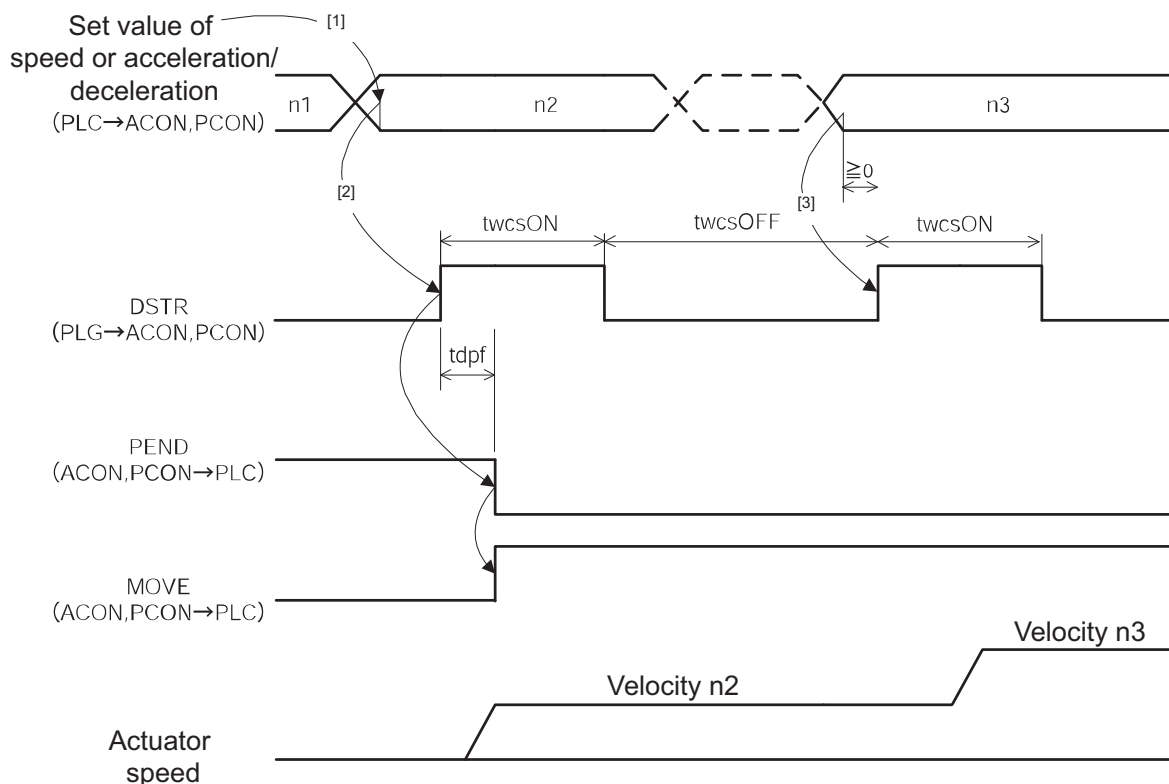 Set value of
speed or acceleration/
deceleration
(PLC→ACON,PCON)
[1]
n1
n2
n3
[2]
[3]
≧0
twcsON
twcsOFF
twcsON
DSTR
(PLG→ACON,PCON)
tdpf
PEND
(ACON,PCON→PLC)
MOVE
(ACON,PCON→PLC)
Velocity n3
Velocity n2
Actuator
speed